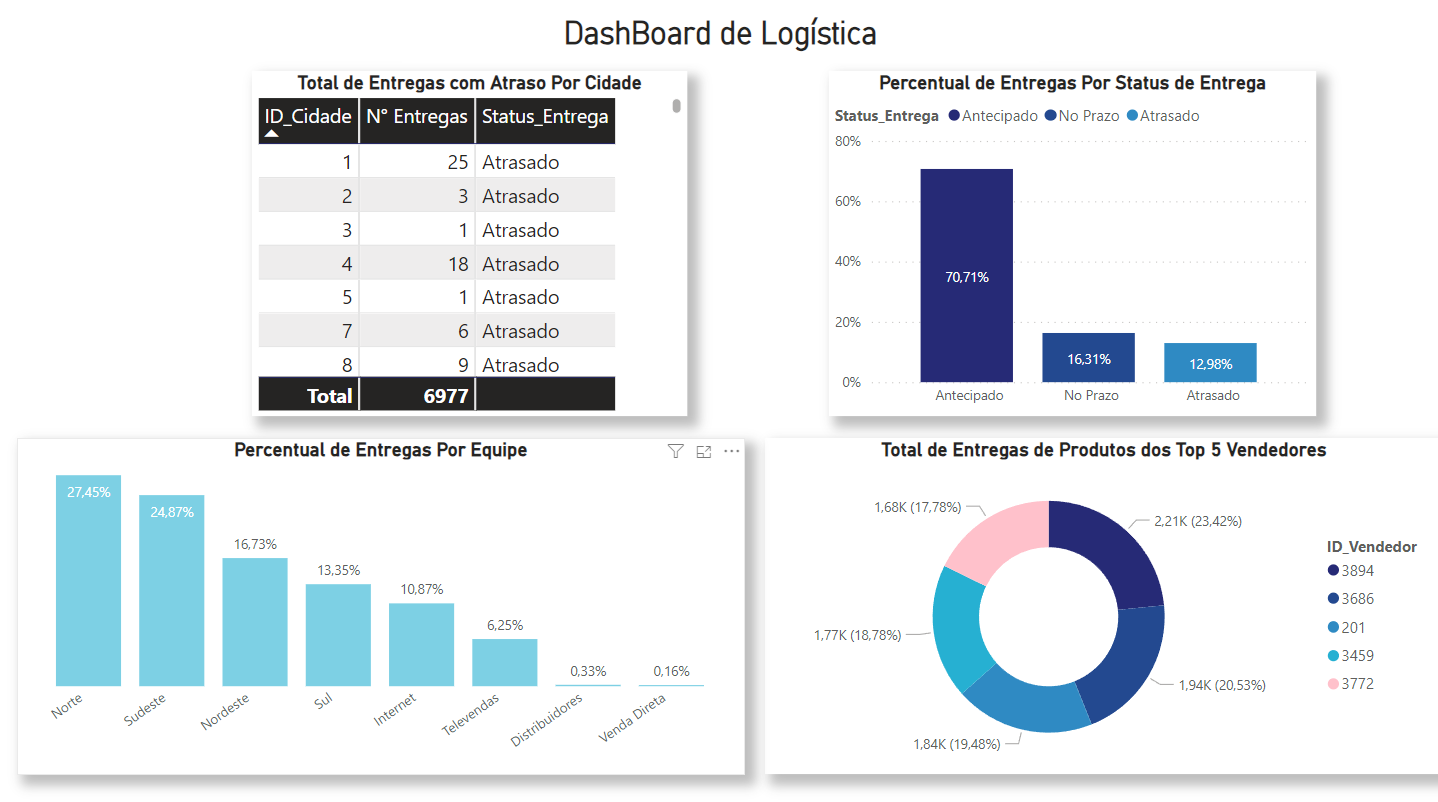 DashBoard de Logística
Total de Entregas com Atraso Por Cidade
ID_Cidade N° Entregas Status_Entrega
1 25 Atrasado
2 3 Atrasado
3 1 Atrasado
4 18 Atrasado
5 1 Atrasado
7 6 Atrasado
8 9 Atrasado
Total 6977
Percentual de Entregas Por Status de Entrega
Status_Entrega Antecipado No Prazo Atrasado
80%
60%
40%
20%
0%
70,71%
16,31%
12,98%
Antecipado No Prazo Atrasado
Percentual de Entregas Por Equipe
27,45%
24,87%
16,73%
13,35%
10,87%
6,25%
0,33%
0,16%
Norte
Sudeste
Nordeste
Sul
Internet
Televendas
Distribuidores
Venda Direta
Total de Entregas de Produtos dos Top 5 Vendedores
1,68K (17,78%)
2,21K (23,42%)
1,77K (18,78%)
1,94K (20,53%)
1,84K (19,48%)
ID_Vendedor
3894
3686
201
3459
3772